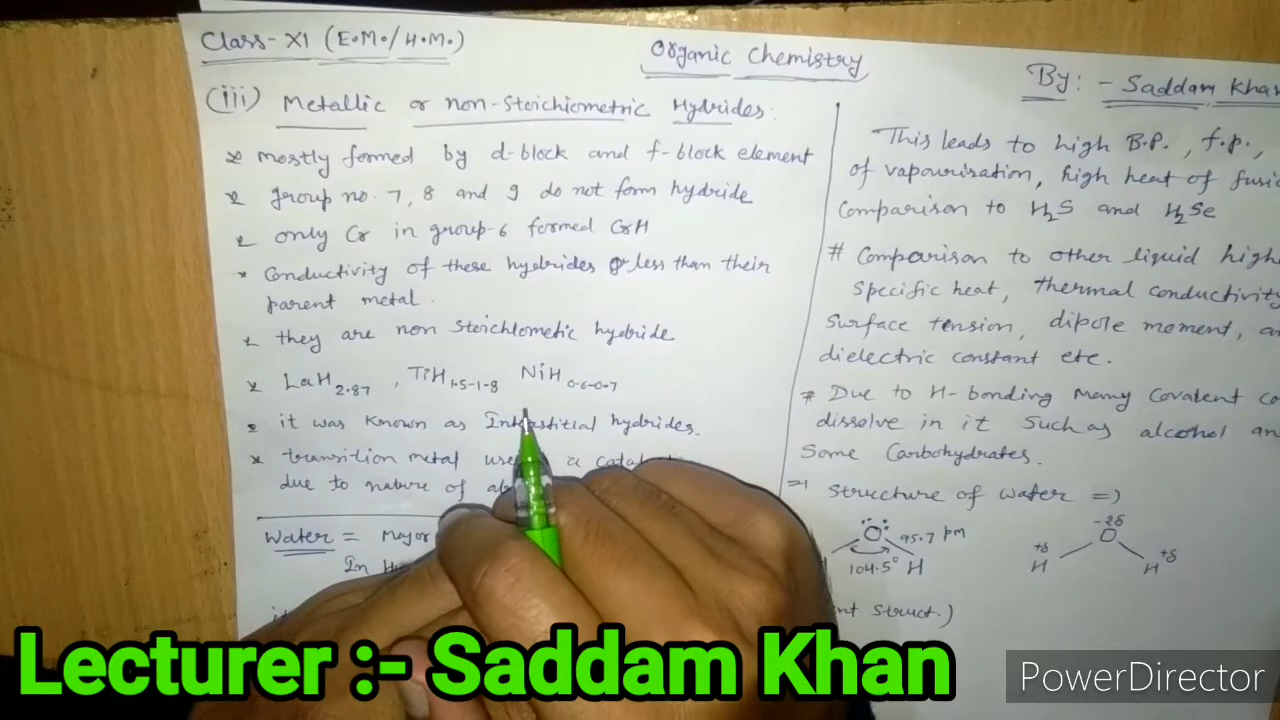 Class- XI (E.M./H.M.)
Organic Chemistry
By: - Saddam Khan
(iii) Metallic or non-Stoichiometric Hydrides:
* mostly formed by d-block and f-block element
* group no. 7, 8 and 9 do not form hydride
* only Cr in group-6 formed CrH
* Conductivity of these hydrides less than their
parent metal.
* they are non Stoichiometic hydride
* LaH2.87, TiH1.5-1.8 NiH0.6-0.7
* it was known as Interstitial hydrides.
* transition metal use a
due to nature of
Water = Major
In
This leads to high B.P., f.p.,
of vapourisation, high heat of
Comparison to H2S and H2Se
# Comparison to other liquid high
Specific heat, thermal conductivity
Surface tension, dipole moment,
dielectric constant etc.
# Due to H-bonding many Covalent
dissolve in it Such as alcohol
Some Carbohydrates.
structure of water =)
O 95.7 pm
104.5° H
-2δ
O
+δ +δ
H H
Struct.)
Lecturer :- Saddam Khan
PowerDirector